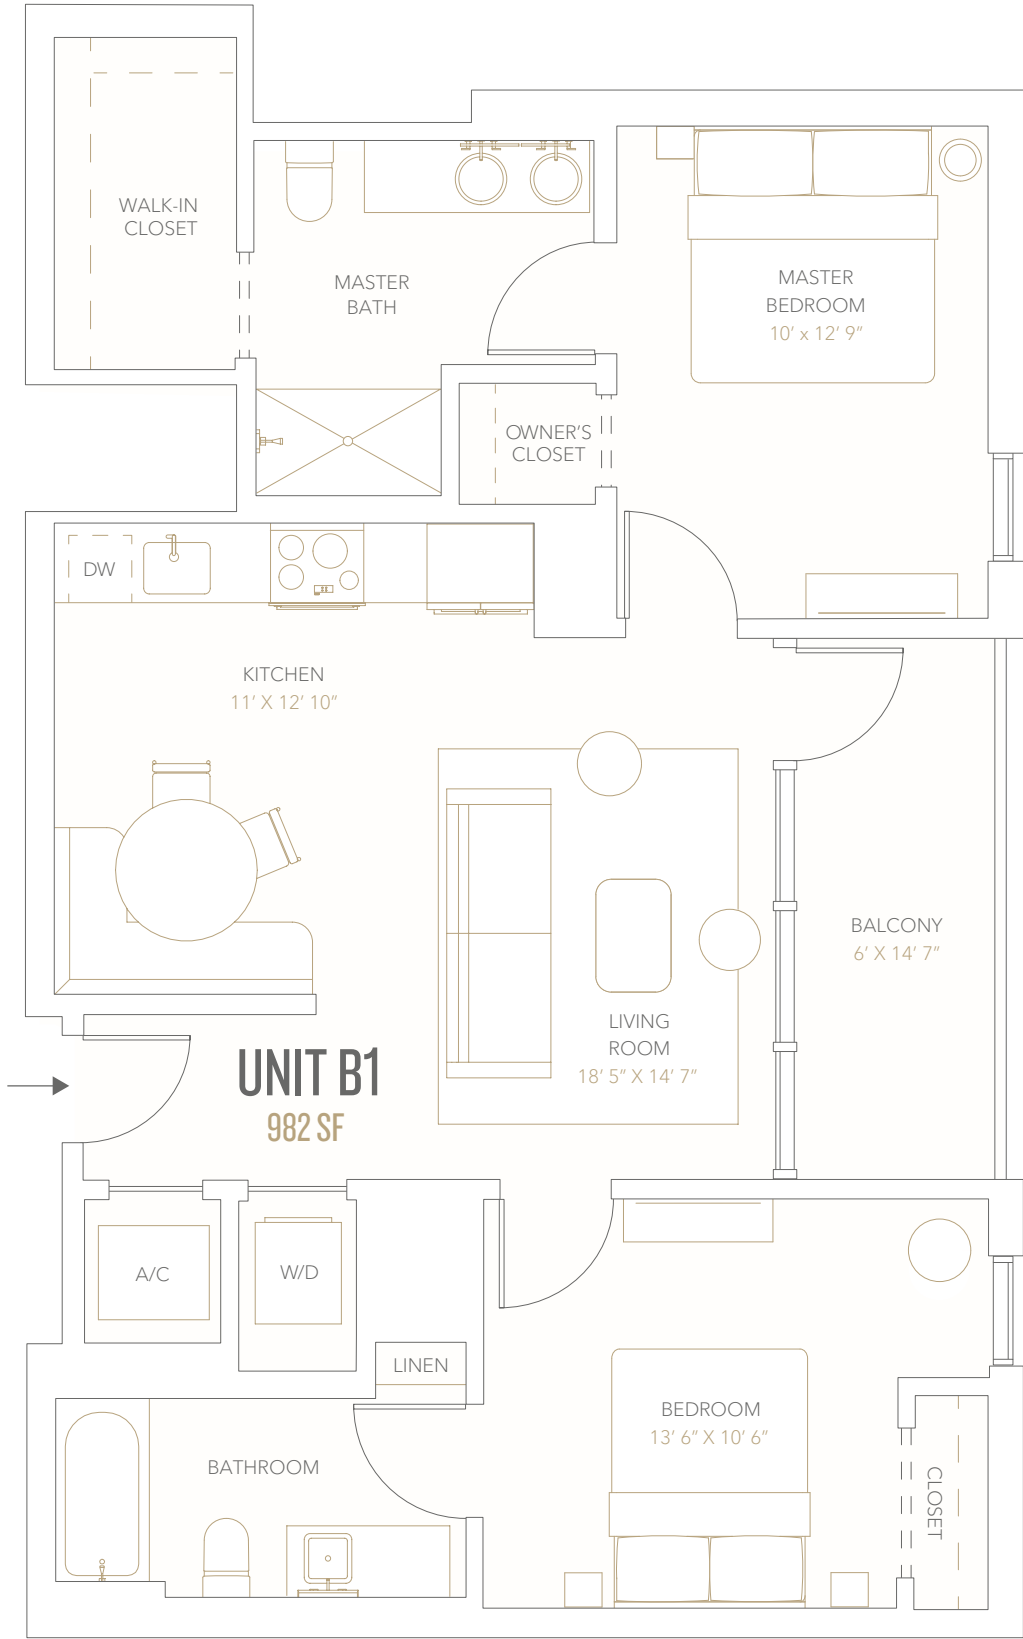 WALK-IN
CLOSET
MASTER
BATH
MASTER
BEDROOM
10' x 12' 9"
OWNER'S
CLOSET
DW
KITCHEN
11' X 12' 10"
BALCONY
6' X 14' 7"
LIVING
ROOM
18' 5" X 14' 7"
UNIT B1
982 SF
A/C
W/D
LINEN
BEDROOM
13' 6" X 10' 6"
BATHROOM
CLOSET